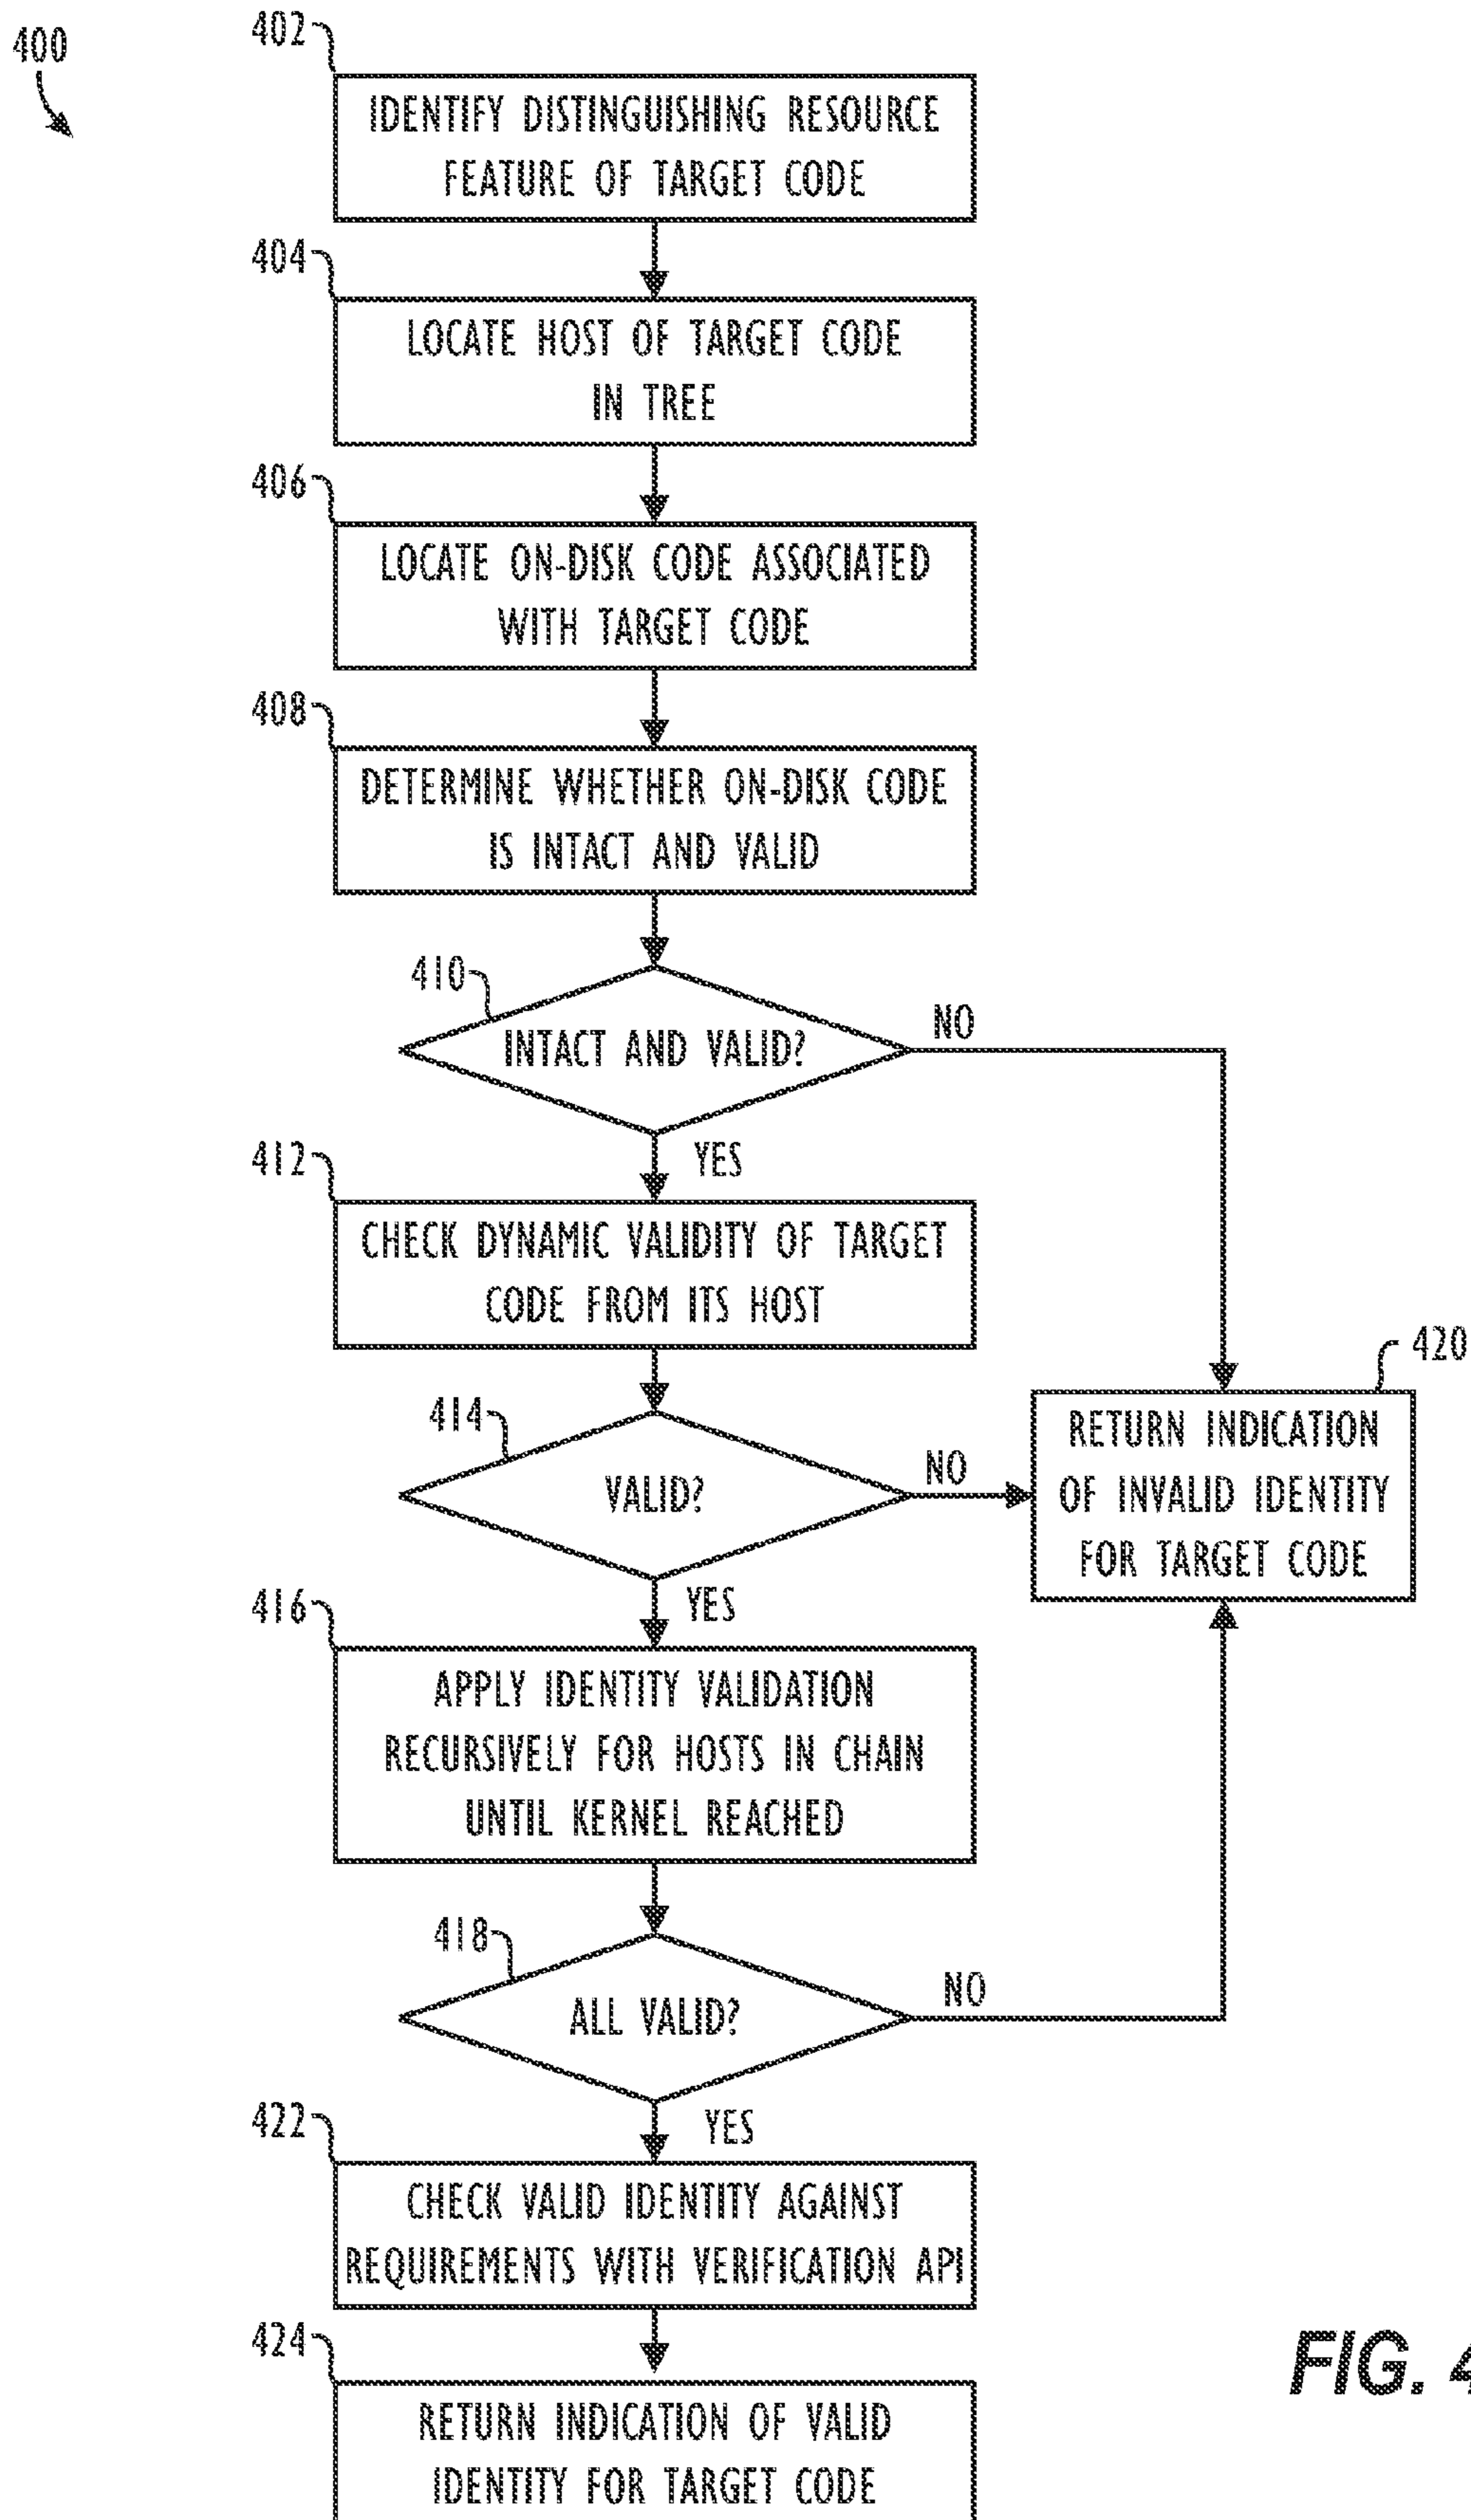 400
402
IDENTIFY DISTINGUISHING RESOURCE
FEATURE OF TARGET CODE
404
LOCATE HOST OF TARGET CODE
IN TREE
406
LOCATE ON-DISK CODE ASSOCIATED
WITH TARGET CODE
408
DETERMINE WHETHER ON-DISK CODE
IS INTACT AND VALID
410
INTACT AND VALID?
NO
YES
412
CHECK DYNAMIC VALIDITY OF TARGET
CODE FROM ITS HOST
414
VALID?
NO
YES
420
RETURN INDICATION
OF INVALID IDENTITY
FOR TARGET CODE
416
APPLY IDENTITY VALIDATION
RECURSIVELY FOR HOSTS IN CHAIN
UNTIL KERNEL REACHED
418
ALL VALID?
NO
YES
422
CHECK VALID IDENTITY AGAINST
REQUIREMENTS WITH VERIFICATION API
424
RETURN INDICATION OF VALID
IDENTITY FOR TARGET CODE
FIG. 4